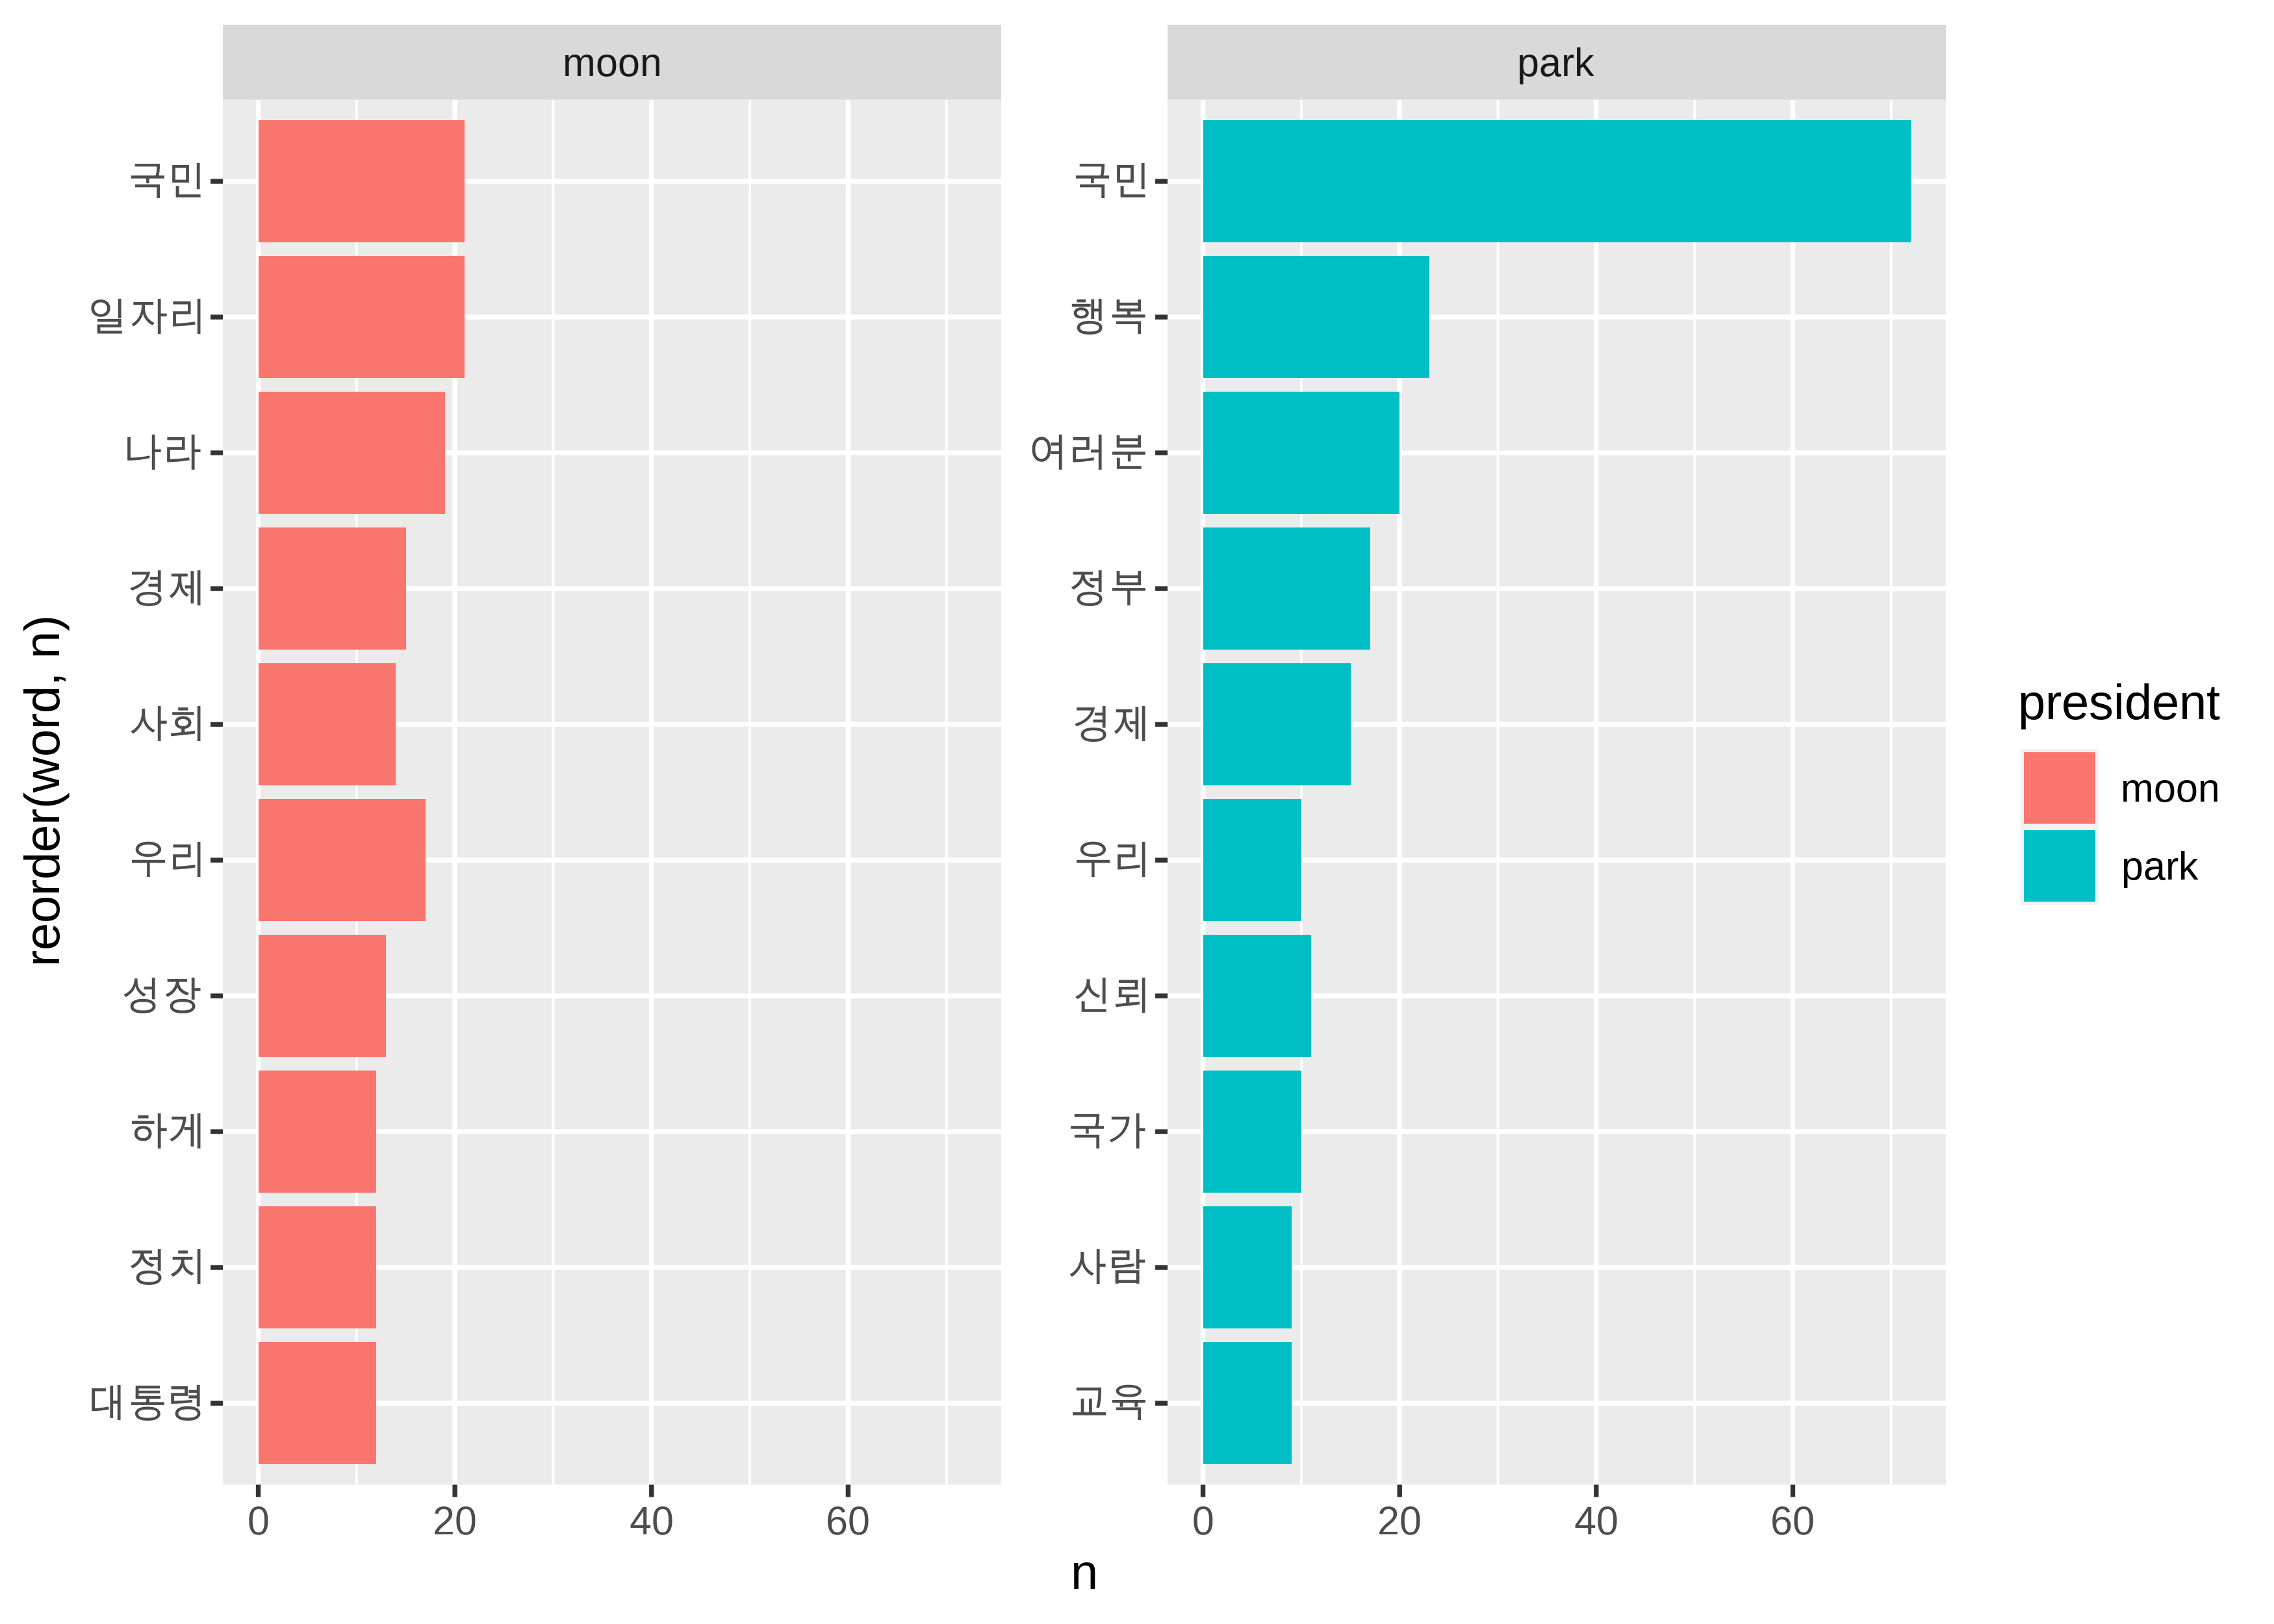 moon
park
국민
일자리
나라
경제
사회
우리
성장
하게
정치
대통령
0 20 40 60
국민
행복
여러분
정부
경제
우리
신뢰
국가
사람
교육
0 20 40 60
n
reorder(word, n)
president
moon
park